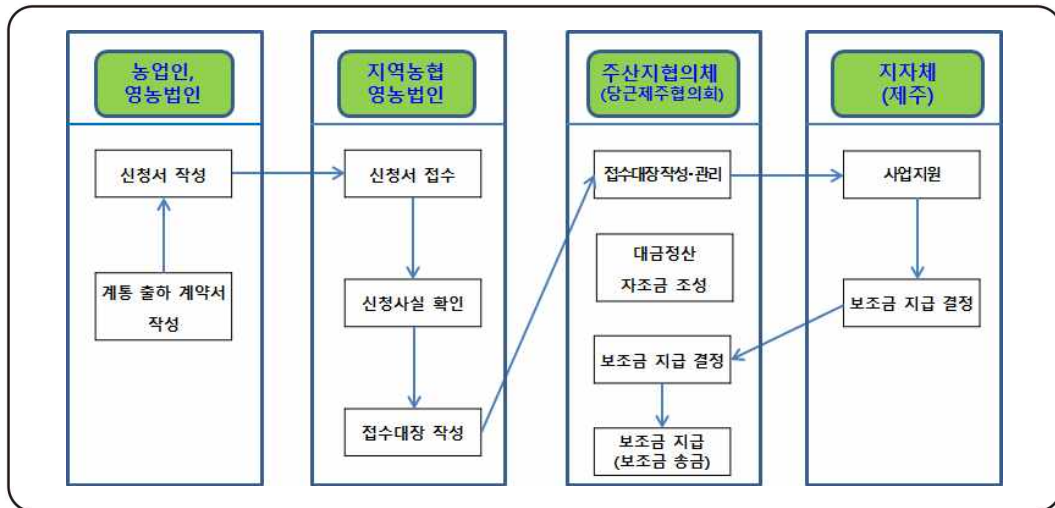 농업인,
영농법인
신청서 작성
계통 출하 계약서
작성
지역농협
영농법인
신청서 접수
신청사실 확인
접수대장 작성
주산지협의체
(당근제주협의회)
접수대장작성·관리
대금정산
자조금 조성
보조금 지급 결정
보조금 지급
(보조금 송금)
지자체
(제주)
사업지원
보조금 지급 결정